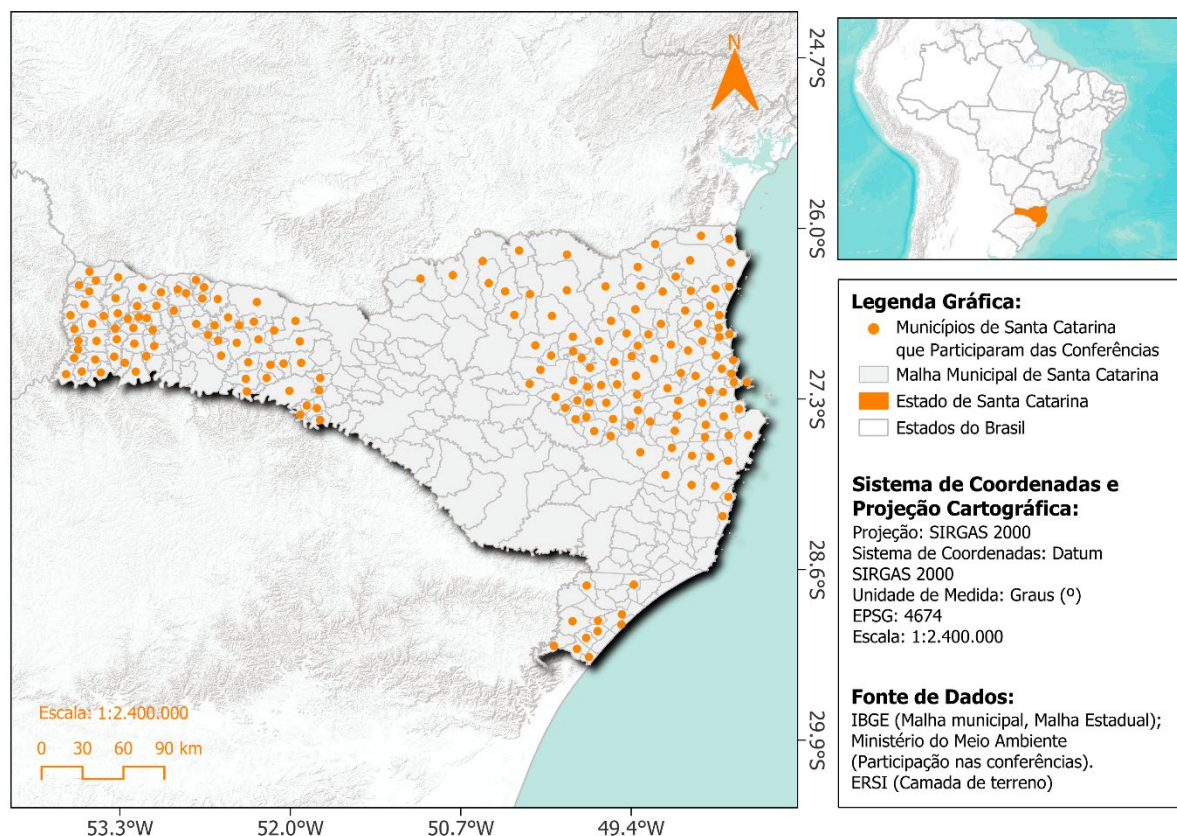 N
24.7°S
26.0°S
27.3°S
28.6°S
29.9°S
Escala: 1:2.400.000
0 30 60 90 km
53.3°W 52.0°W 50.7°W 49.4°W
Legenda Gráfica:
Municípios de Santa Catarina
que Participaram das Conferências
Malha Municipal de Santa Catarina
Estado de Santa Catarina
Estados do Brasil
Sistema de Coordenadas e
Projeção Cartográfica:
Projeção: SIRGAS 2000
Sistema de Coordenadas: Datum
SIRGAS 2000
Unidade de Medida: Graus (º)
EPSG: 4674
Escala: 1:2.400.000
Fonte de Dados:
IBGE (Malha municipal, Malha Estadual);
Ministério do Meio Ambiente
(Participação nas conferências).
ERSI (Camada de terreno)